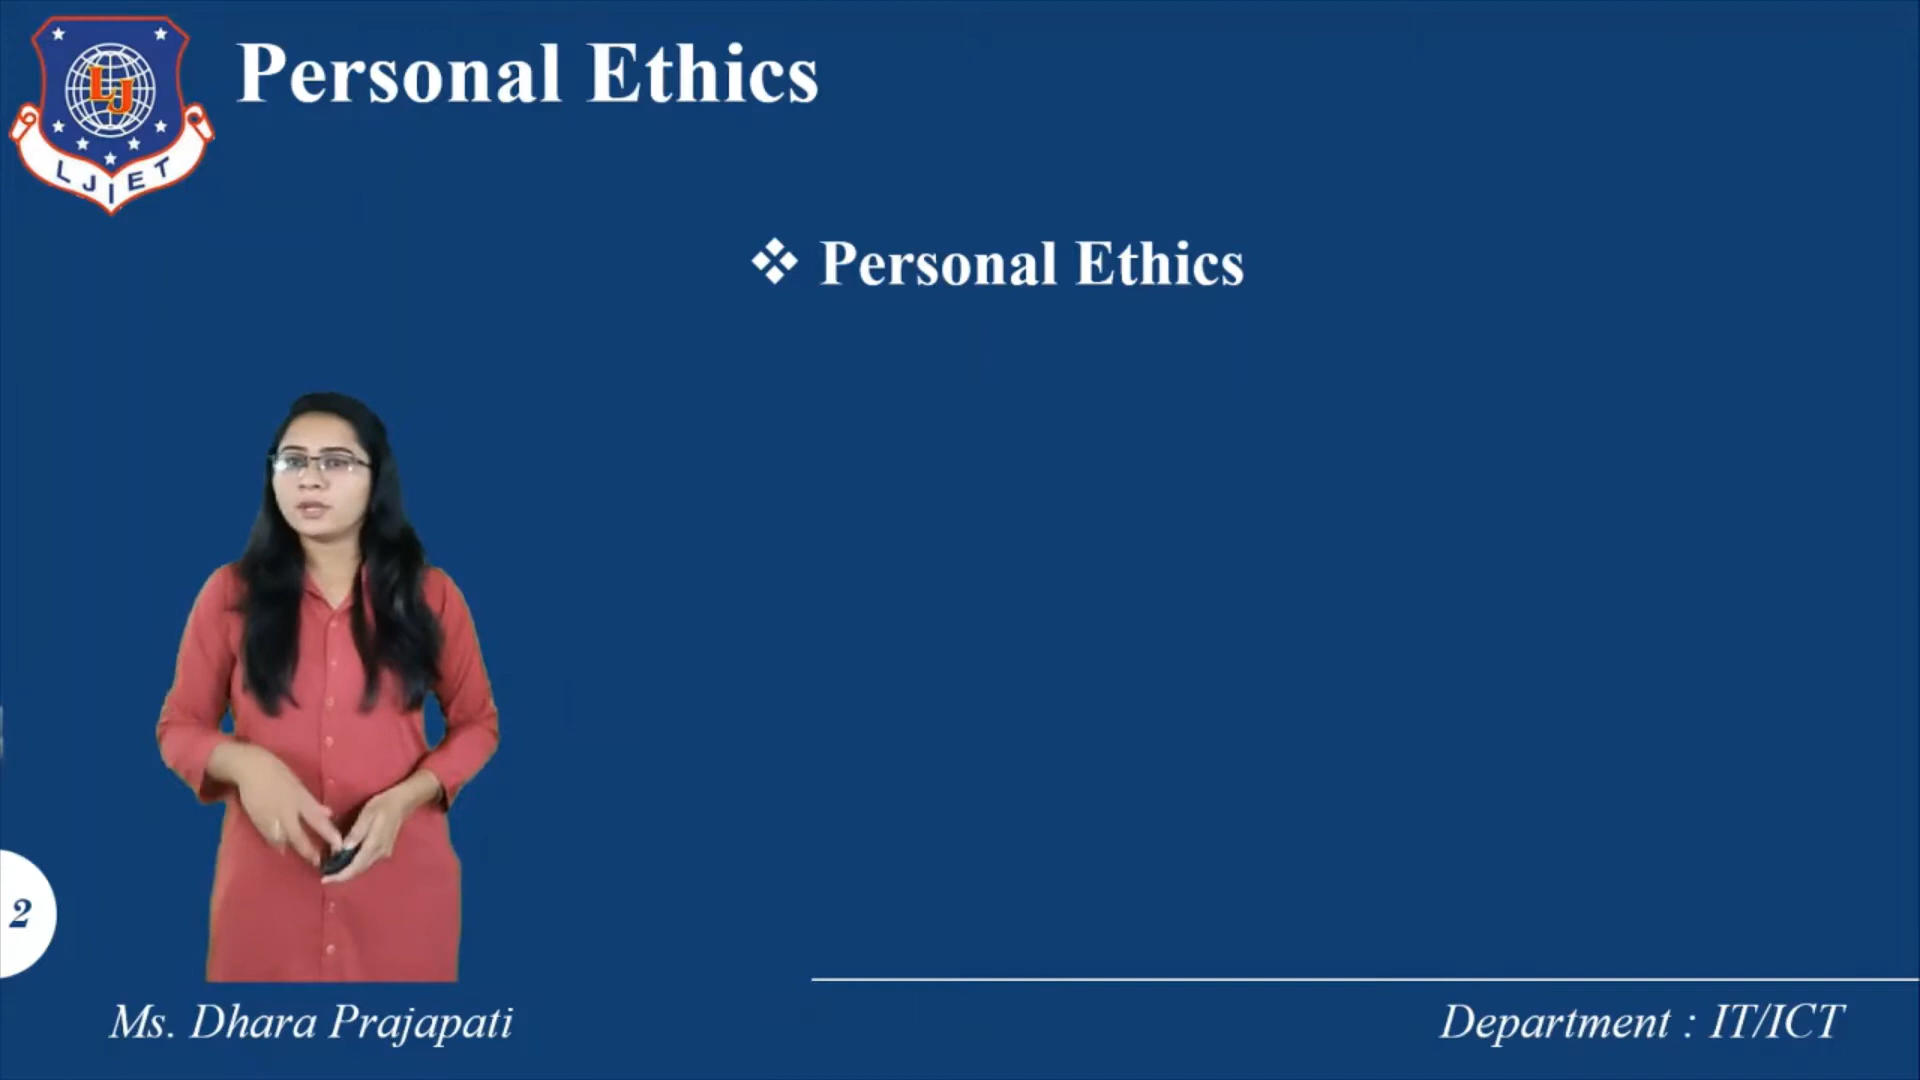 LJ
LJIET
Personal Ethics
❖ Personal Ethics
2
Ms. Dhara Prajapati
Department : IT/ICT